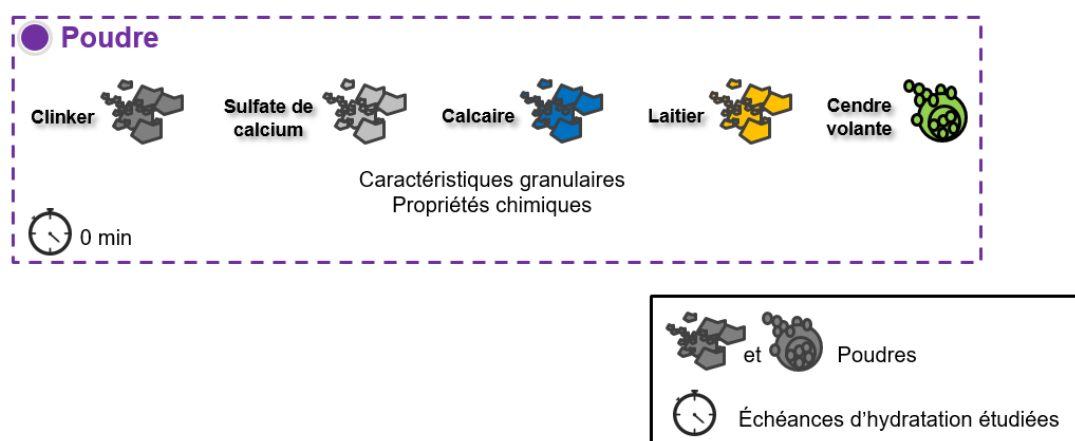 Poudre
Clinker
Sulfate de
calcium
Calcaire
Laitier
Cendre
volante
Caractéristiques granulaires
Propriétés chimiques
0 min
et Poudres
Échéances d'hydratation étudiées